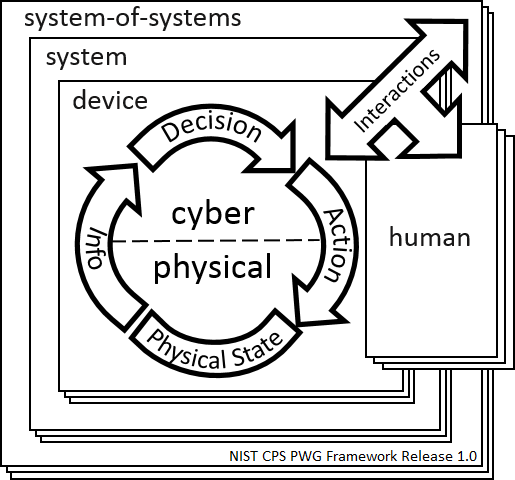 system-of-systems
system
device
Interactions
Decision
Info
cyber
physical
Action
human
Physical State
NIST CPS PWG Framework Release 1.0